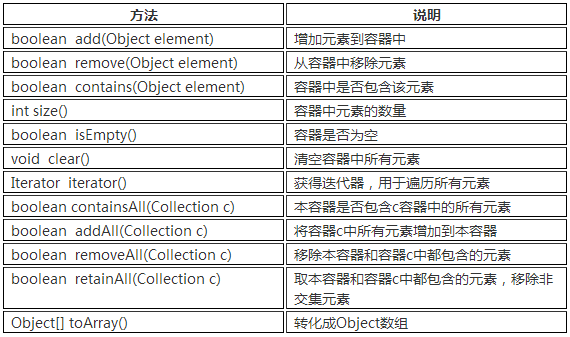 方法 说明
boolean add(Object element) 增加元素到容器中
boolean remove(Object element) 从容器中移除元素
boolean contains(Object element) 容器中是否包含该元素
int size() 容器中元素的数量
boolean isEmpty() 容器是否为空
void clear() 清空容器中所有元素
Iterator iterator() 获得迭代器，用于遍历所有元素
boolean containsAll(Collection c) 本容器是否包含c容器中的所有元素
boolean addAll(Collection c) 将容器c中所有元素增加到本容器
boolean removeAll(Collection c) 移除本容器和容器c中都包含的元素
boolean retainAll(Collection c) 取本容器和容器c中都包含的元素，移除非
交集元素
Object[] toArray() 转化成Object数组